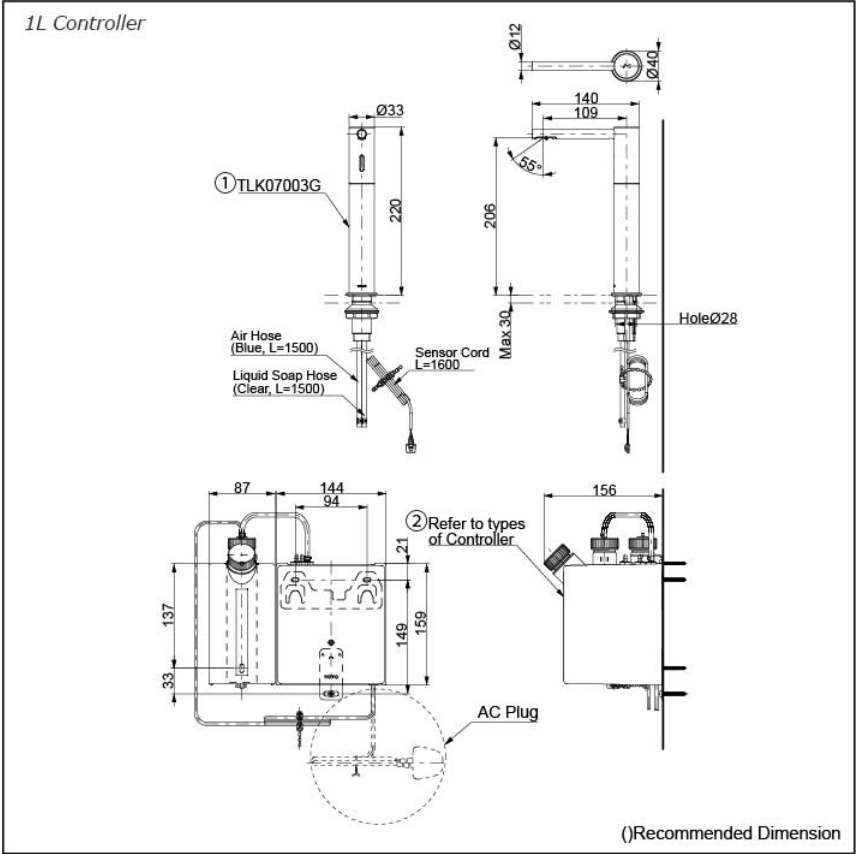 1L Controller
Ø12
Ø40
140
109
Ø33
55°
①TLK07003G
220
206
Max 30
HoleØ28
Air Hose
(Blue, L=1500)
Sensor Cord
L=1600
Liquid Soap Hose
(Clear, L=1500)
87
144
94
156
②Refer to types
of Controller
21
137
149
159
33
AC Plug
()Recommended Dimension